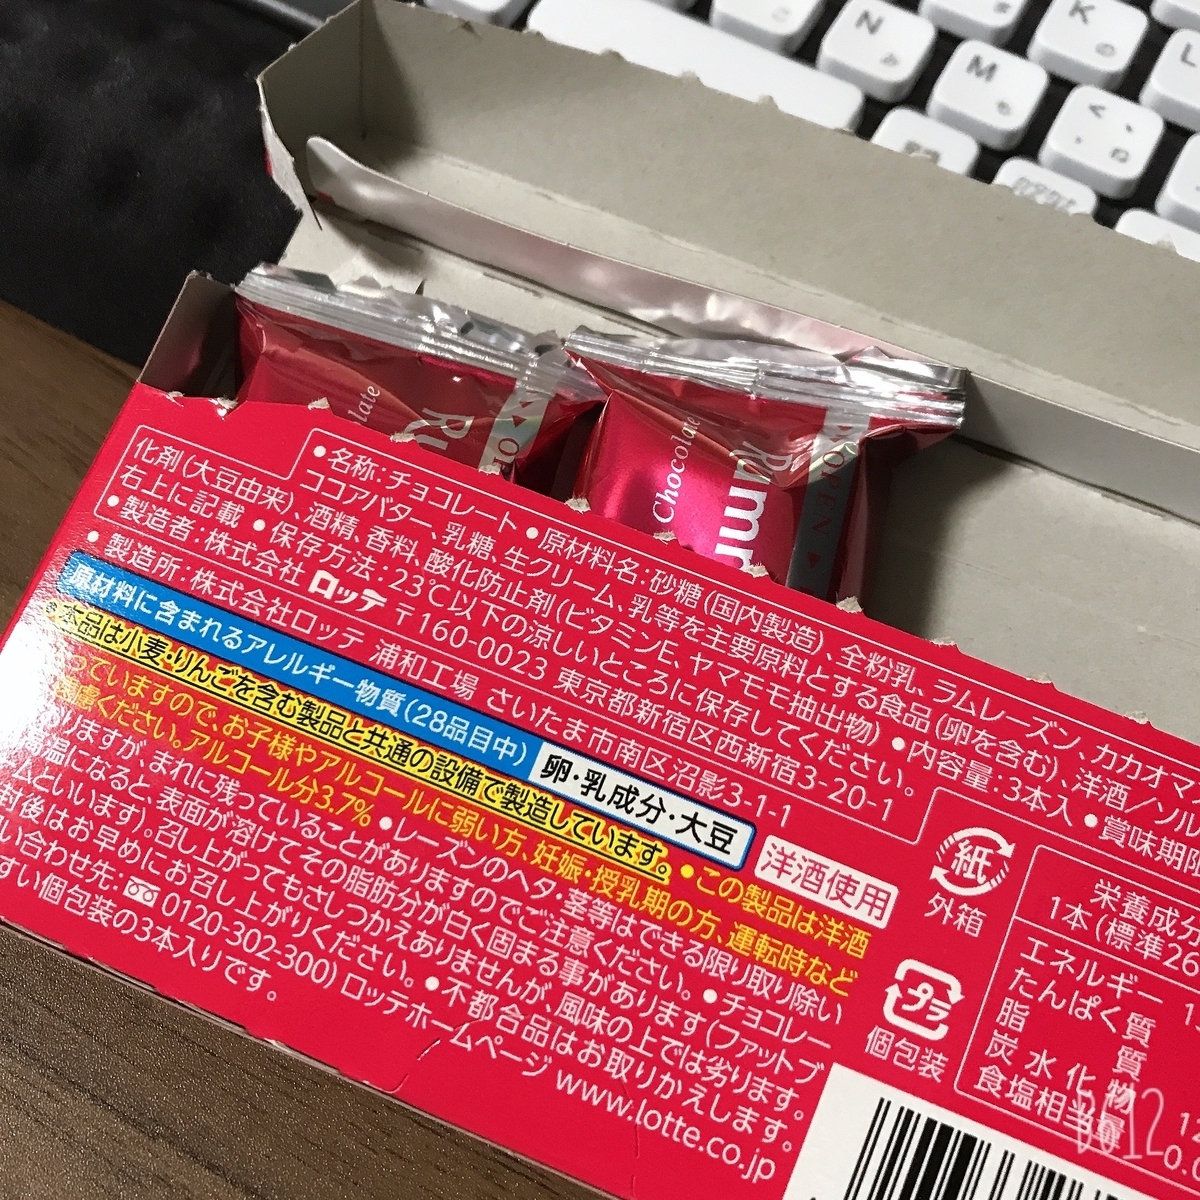 N
み
M
も
K
の
L
<
、
ね
Chocolate
Rumr
OPEN
ocolate
Ru
OP
●名称:チョコレート ●原材料名:砂糖(国内製造)、全粉乳、ラムレーズン、カカオマ
ココアバター、乳糖、生クリーム、乳等を主要原料とする食品(卵を含む)、洋酒/ソル
化剤(大豆由来)、酒精、香料、酸化防止剤(ビタミンE、ヤマモモ抽出物) ●内容量:3本入 ●賞味期限
右上に記載 ●保存方法:23℃以下の涼しいところに保存してください。
●製造者:株式会社 ロッテ 〒160-0023 東京都新宿区西新宿3-20-1
●製造所:株式会社ロッテ 浦和工場 さいたま市南区沼影3-1-1
原材料に含まれるアレルギー物質(28品目中) 卵・乳成分・大豆
洋酒使用
●本品は小麦・りんごを含む製品と共通の設備で製造しています。 ●この製品は洋酒
っていますので、お子様やアルコールに弱い方、妊娠・授乳期の方、運転時など
慮ください。アルコール分3.7% ●レーズンのヘタ・茎等はできる限り取り除い
りますが、まれに残っていることがありますのでご注意ください。 ●チョコレー
高温になると、表面が溶けてその脂肪分が白く固まる事があります(ファットブ
ムといいます)。召し上がってもさしつかえありませんが、風味の上では劣ります。
封後はお早めにお召し上がりください。 ●不都合品はお取りかえします。
い合わせ先: 0120-302-300) ロッテホームページ www.lotte.co.jp
すい個包装の3本入りです。
紙
外箱
プラ
個包装
栄養成分
1本(標準26
エネルギー 1
たんぱく質
脂質
炭水化物 1
食塩相当量 0.0
BG12